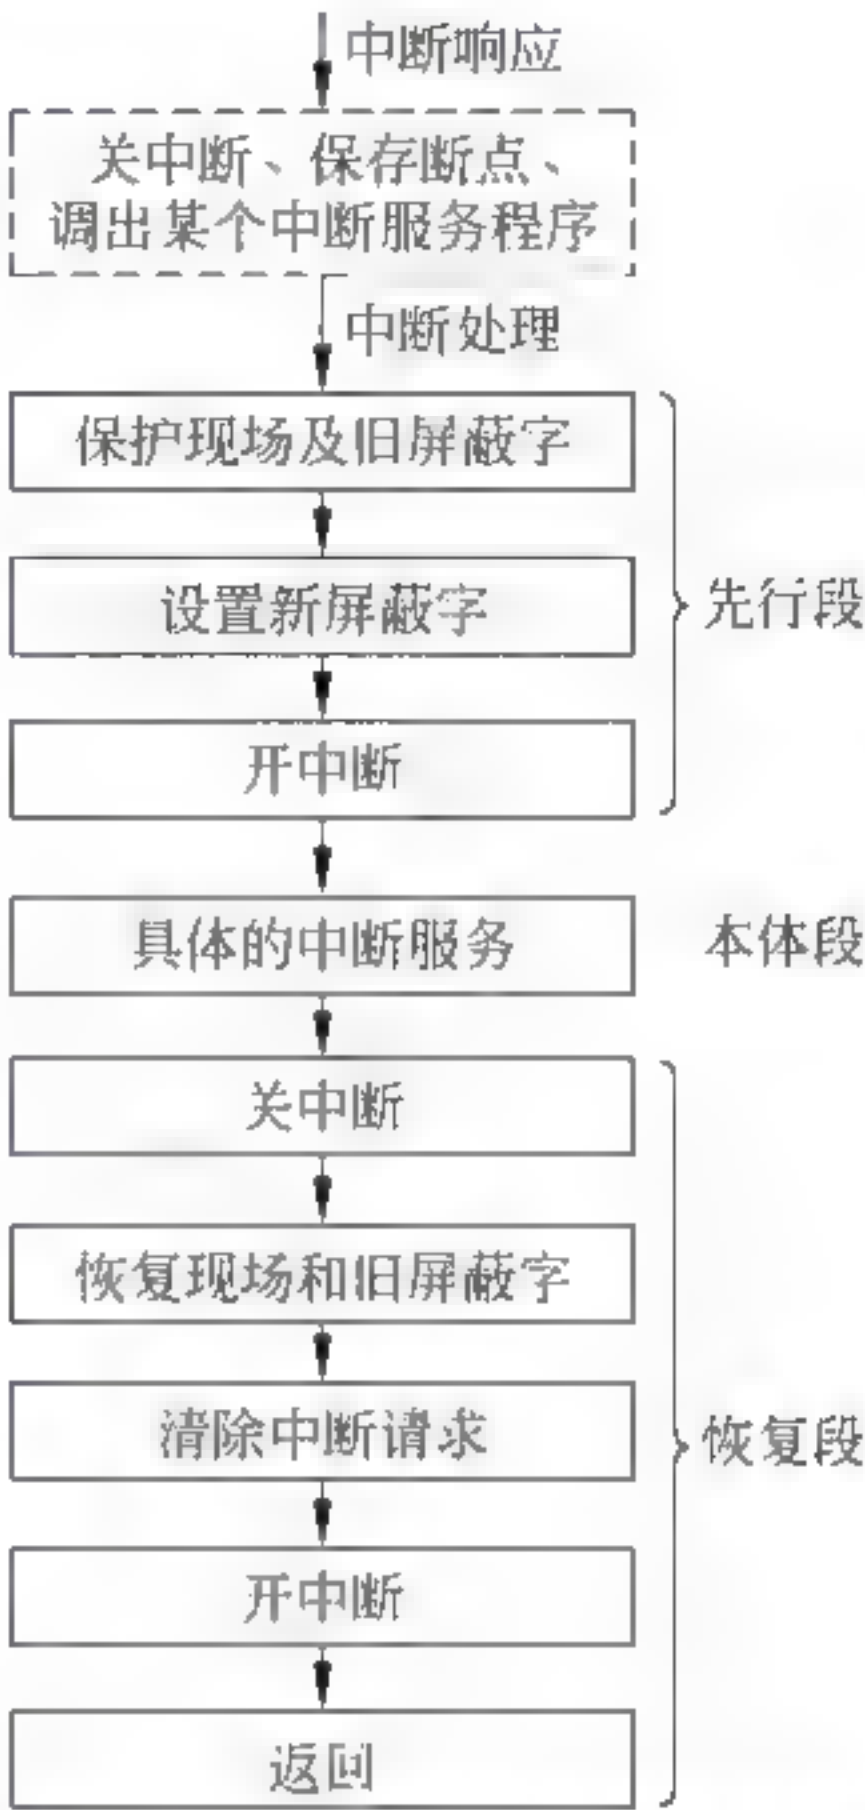 中断响应
关中断、保存断点、
调出某个中断服务程序
中断处理
保护现场及旧屏蔽字
设置新屏蔽字
先行段
开中断
具体的中断服务
本体段
关中断
恢复现场和旧屏蔽字
清除中断请求
恢复段
开中断
返回